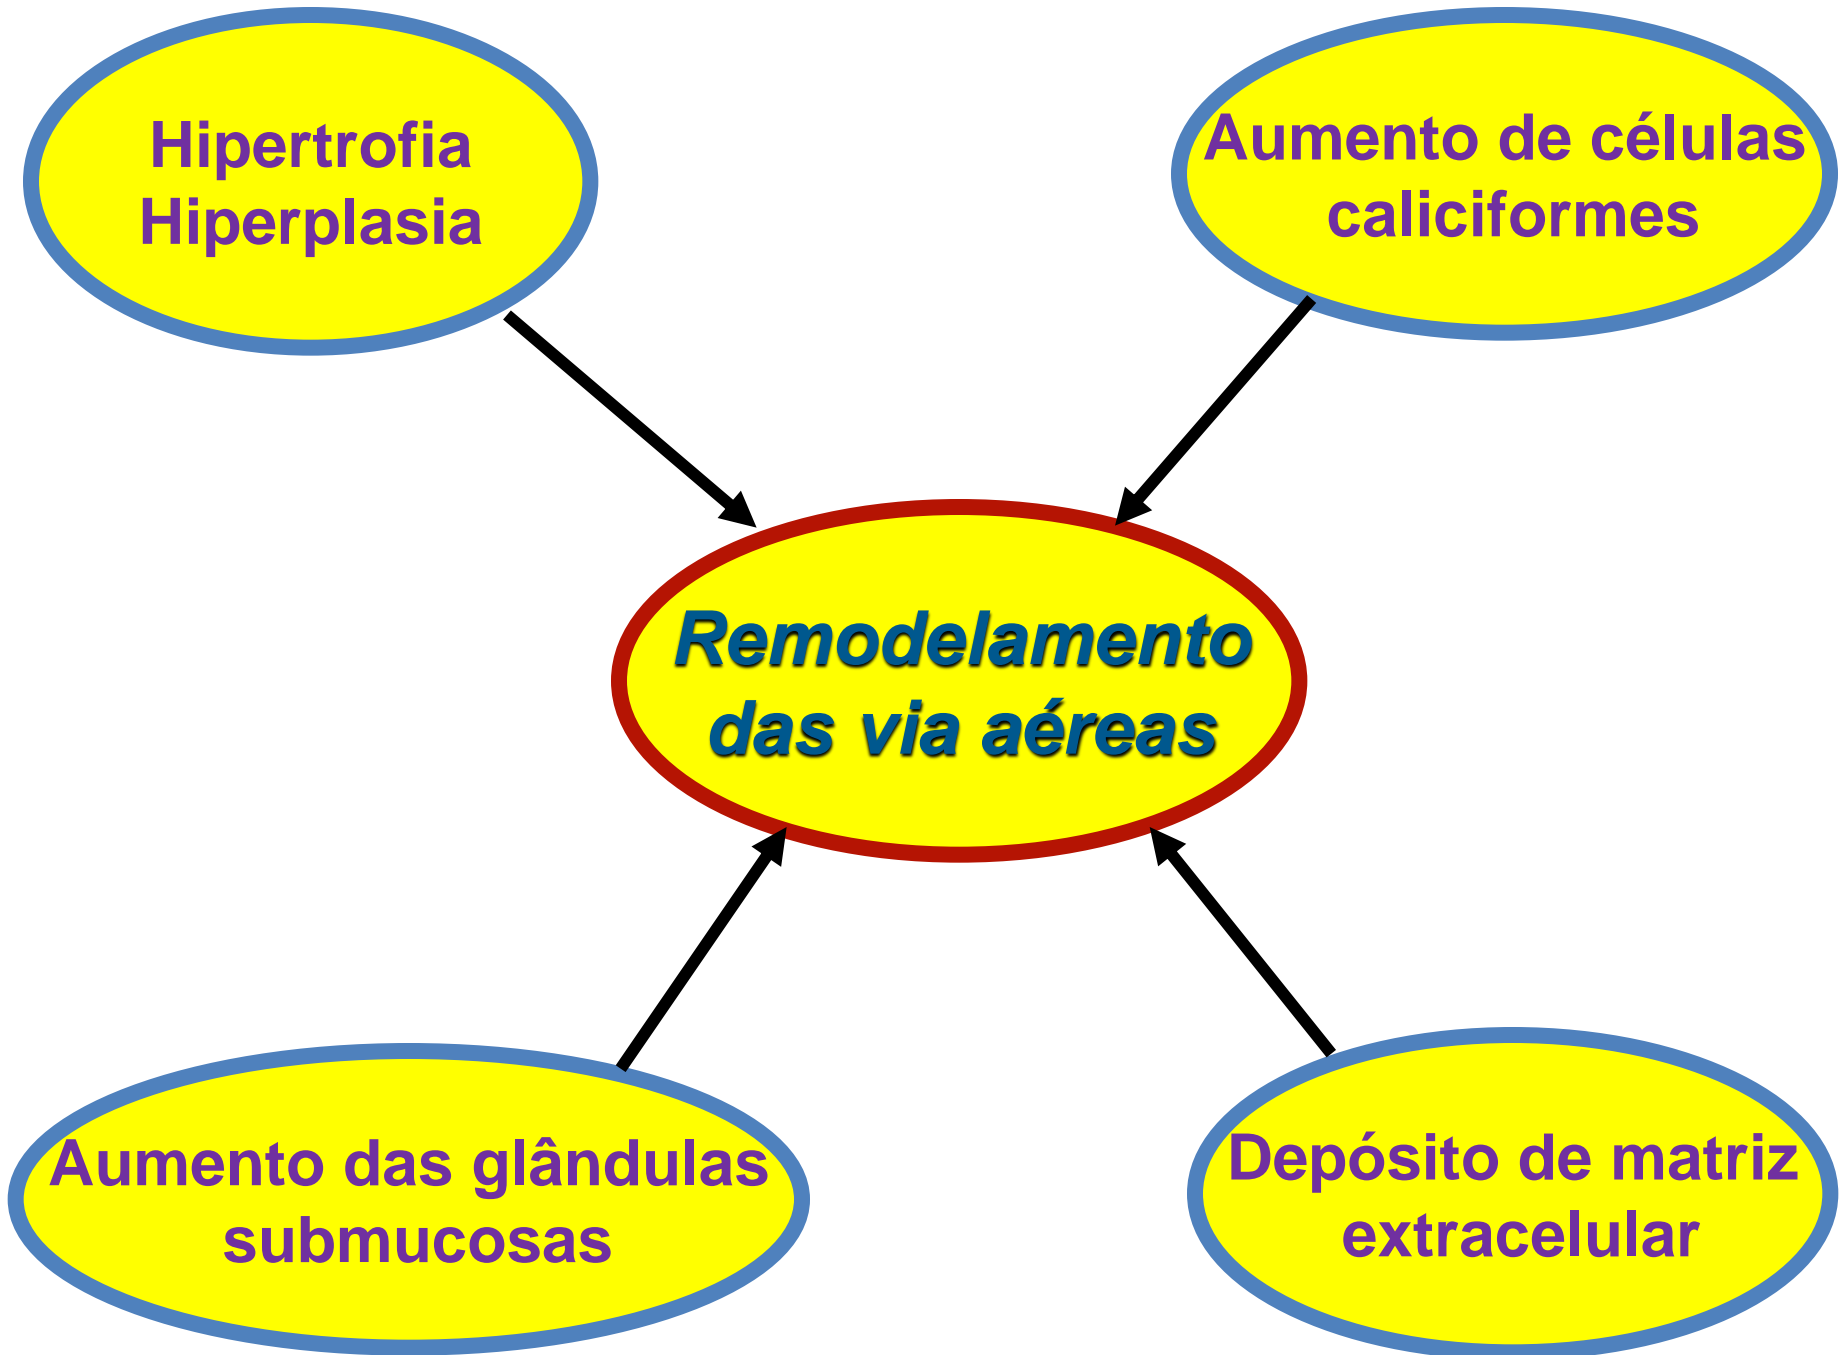 Hipertrofia
Hiperplasia
Aumento de células
caliciformes
Remodelamento
das via aéreas
Aumento das glândulas
submucosas
Depósito de matriz
extracelular